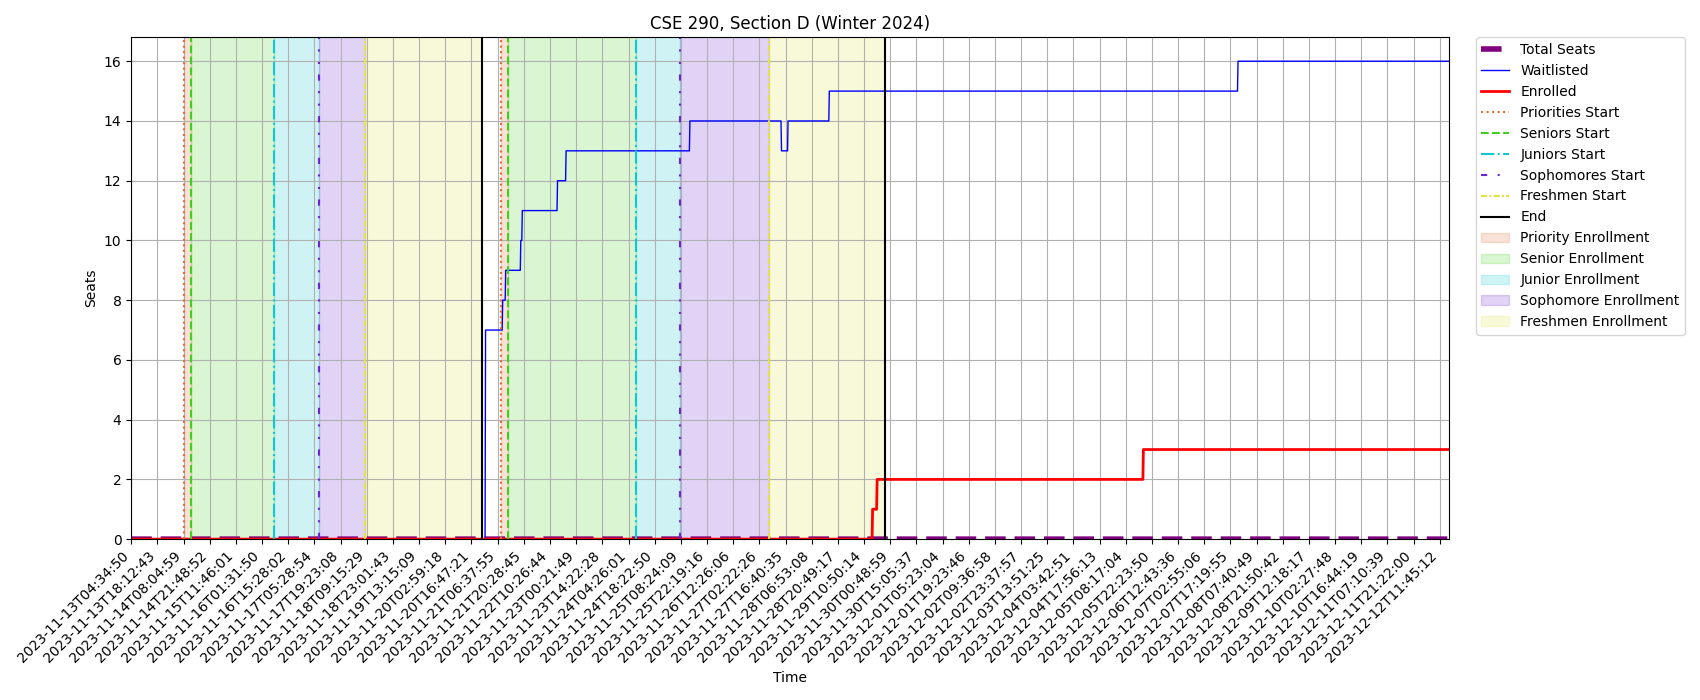 CSE 290, Section D (Winter 2024)
Total Seats
Waitlisted
Enrolled
Priorities Start
Seniors Start
Juniors Start
Sophomores Start
Freshmen Start
End
Priority Enrollment
Senior Enrollment
Junior Enrollment
Sophomore Enrollment
Freshmen Enrollment
Seats
16
14
12
10
8
6
4
2
0
2023-11-13T04:34:50
2023-11-13T18:12:43
2023-11-14T08:04:59
2023-11-14T21:48:52
2023-11-15T11:46:01
2023-11-16T01:31:50
2023-11-16T15:28:02
2023-11-17T05:28:54
2023-11-17T19:23:08
2023-11-18T09:15:29
2023-11-18T23:01:43
2023-11-19T13:15:09
2023-11-20T02:59:18
2023-11-20T16:47:21
2023-11-21T06:37:55
2023-11-21T20:28:45
2023-11-22T10:26:44
2023-11-23T00:21:49
2023-11-23T14:22:28
2023-11-24T04:26:01
2023-11-24T18:22:50
2023-11-25T08:24:09
2023-11-25T22:19:16
2023-11-26T12:26:06
2023-11-27T02:22:26
2023-11-27T16:40:35
2023-11-28T06:53:08
2023-11-28T20:49:17
2023-11-29T10:50:14
2023-11-30T00:48:59
2023-11-30T15:05:37
2023-12-01T05:23:04
2023-12-01T19:23:46
2023-12-02T09:36:58
2023-12-02T23:37:57
2023-12-03T13:51:25
2023-12-04T03:42:51
2023-12-04T17:56:13
2023-12-05T08:17:04
2023-12-05T22:23:50
2023-12-06T12:43:36
2023-12-07T02:55:06
2023-12-07T17:19:55
2023-12-08T07:40:49
2023-12-08T21:50:42
2023-12-09T12:18:17
2023-12-10T02:27:48
2023-12-10T16:44:19
2023-12-11T07:10:39
2023-12-11T21:22:00
2023-12-12T11:45:12
Time